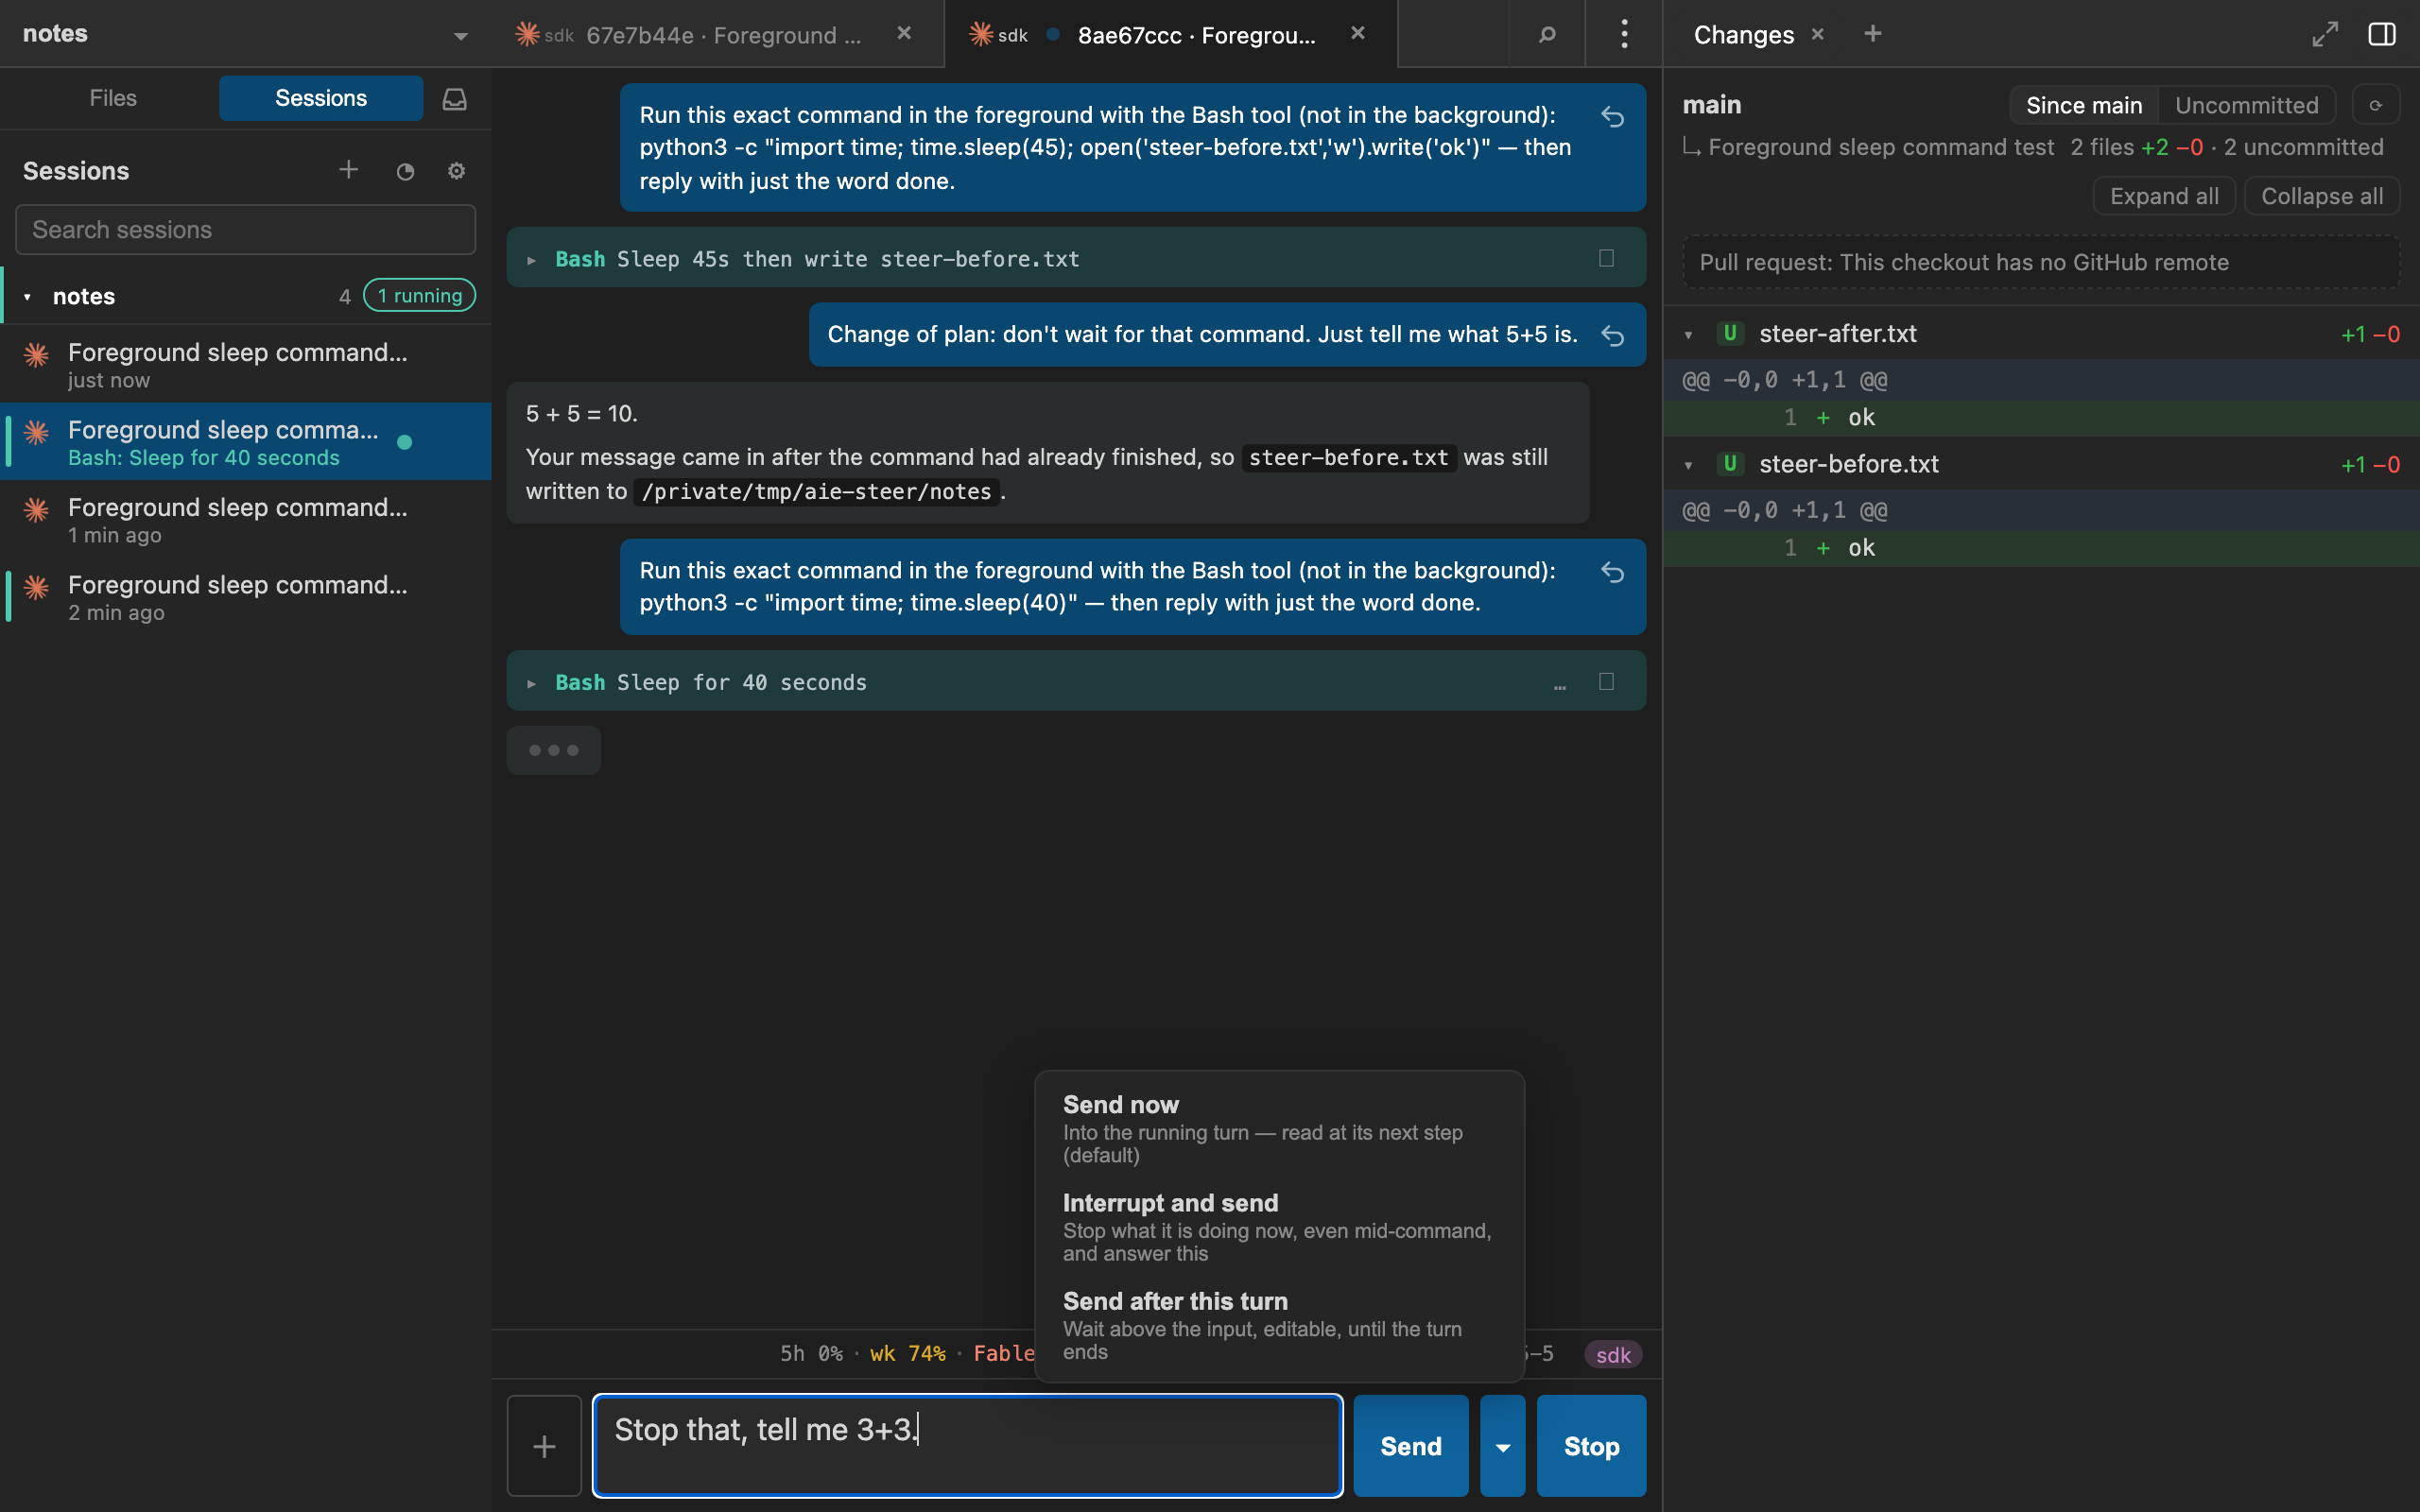 notes
sdk 67e7b44e · Foreground ...
sdk 8ae67ccc · Foregrou...
Changes
Files
Sessions
Sessions
Search sessions
notes 4 1 running
Foreground sleep command...
just now
Foreground sleep comma...
Bash: Sleep for 40 seconds
Foreground sleep command...
1 min ago
Foreground sleep command...
2 min ago
Run this exact command in the foreground with the Bash tool (not in the background):
python3 -c "import time; time.sleep(45); open('steer-before.txt','w').write('ok')" — then
reply with just the word done.
Bash Sleep 45s then write steer-before.txt
Change of plan: don't wait for that command. Just tell me what 5+5 is.
5 + 5 = 10.
Your message came in after the command had already finished, so steer-before.txt was still
written to /private/tmp/aie-steer/notes.
Run this exact command in the foreground with the Bash tool (not in the background):
python3 -c "import time; time.sleep(40)" — then reply with just the word done.
Bash Sleep for 40 seconds …
Send now
Into the running turn — read at its next step
(default)
Interrupt and send
Stop what it is doing now, even mid-command,
and answer this
Send after this turn
Wait above the input, editable, until the turn
ends
5h 0% · wk 74% · Fable
-5 sdk
Stop that, tell me 3+3.
Send
Stop
main
Since main
Uncommitted
Foreground sleep command test 2 files +2 −0 · 2 uncommitted
Expand all
Collapse all
Pull request: This checkout has no GitHub remote
U steer-after.txt +1 −0
@@ −0,0 +1,1 @@
1 + ok
U steer-before.txt +1 −0
@@ −0,0 +1,1 @@
1 + ok